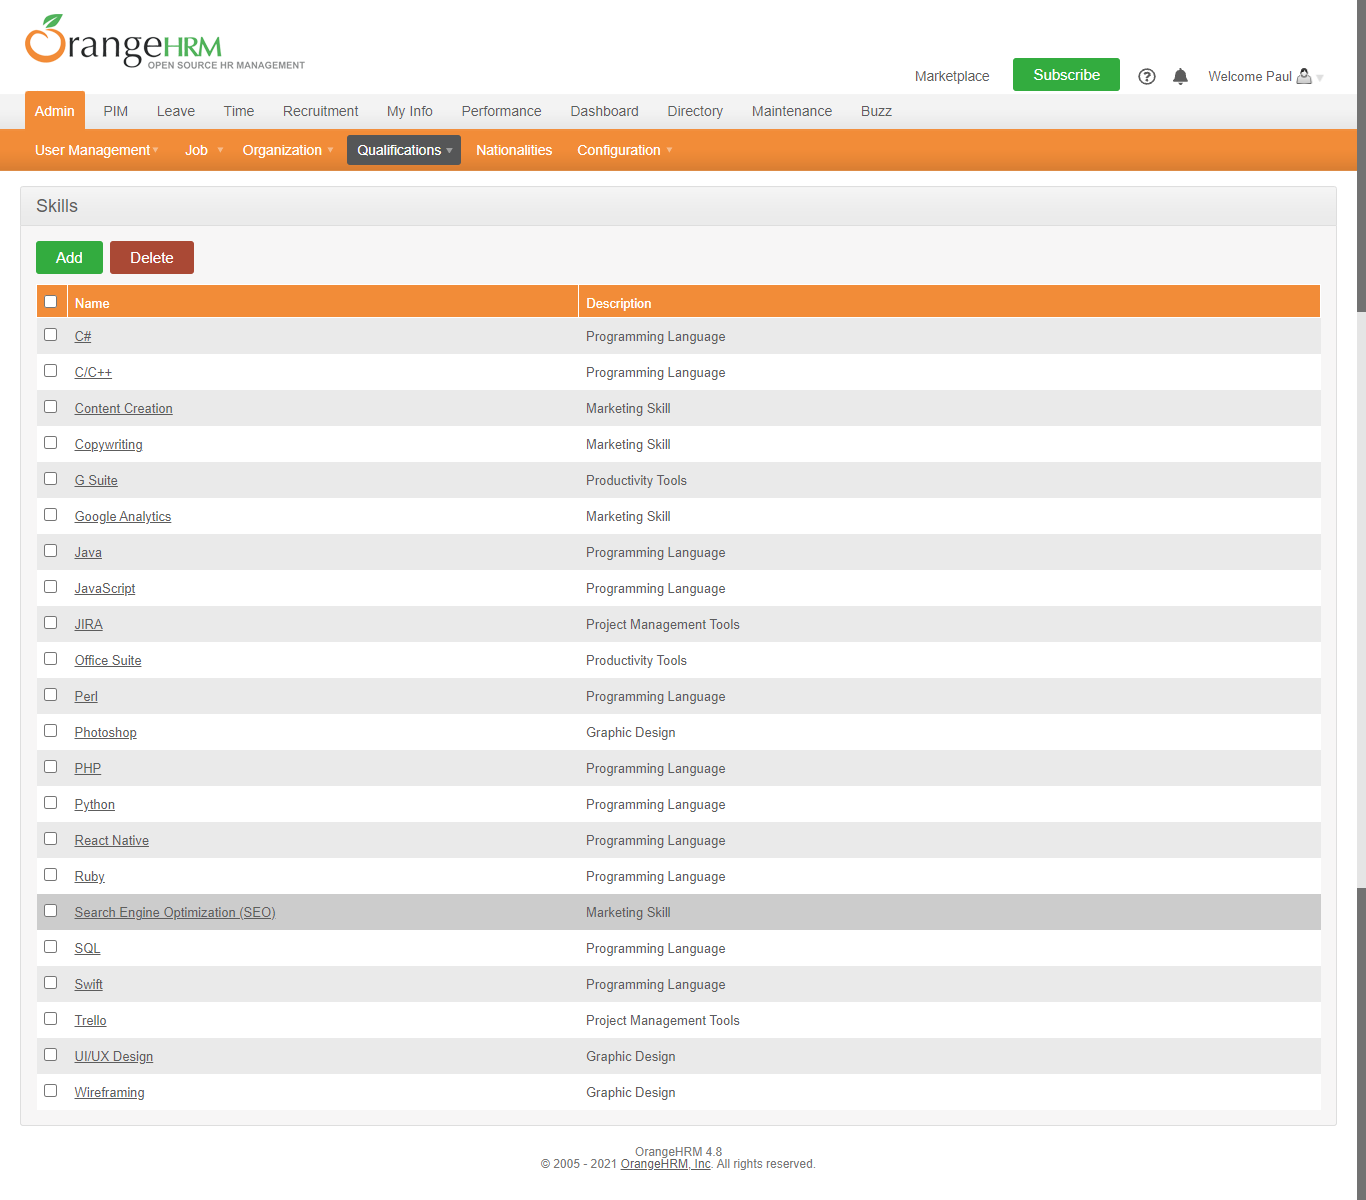 OrangeHRM
OPEN SOURCE HR MANAGEMENT
Marketplace Subscribe Welcome Paul
Admin PIM Leave Time Recruitment My Info Performance Dashboard Directory Maintenance Buzz
User Management Job Organization Qualifications Nationalities Configuration
Skills
Add Delete
Name Description
C# Programming Language
C/C++ Programming Language
Content Creation Marketing Skill
Copywriting Marketing Skill
G Suite Productivity Tools
Google Analytics Marketing Skill
Java Programming Language
JavaScript Programming Language
JIRA Project Management Tools
Office Suite Productivity Tools
Perl Programming Language
Photoshop Graphic Design
PHP Programming Language
Python Programming Language
React Native Programming Language
Ruby Programming Language
Search Engine Optimization (SEO) Marketing Skill
SQL Programming Language
Swift Programming Language
Trello Project Management Tools
UI/UX Design Graphic Design
Wireframing Graphic Design
OrangeHRM 4.8
© 2005 - 2021 OrangeHRM, Inc. All rights reserved.